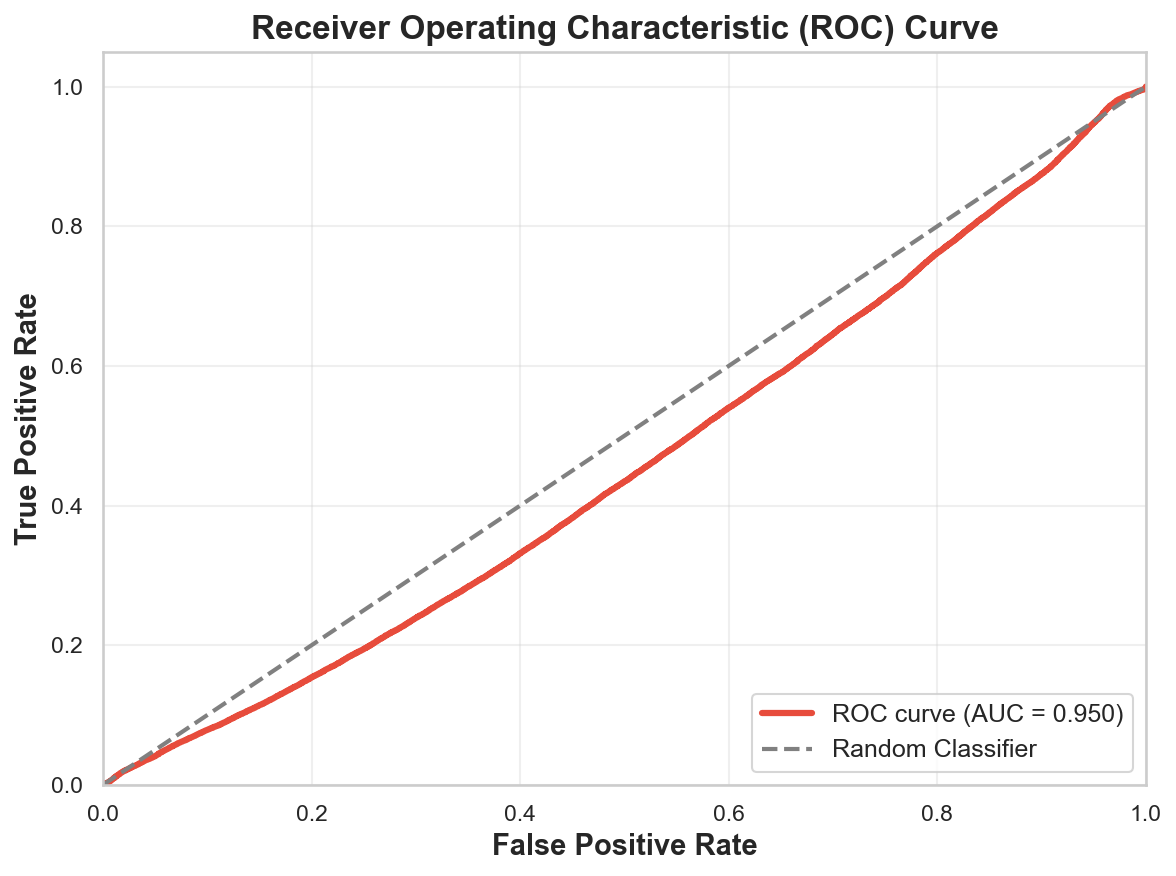 Receiver Operating Characteristic (ROC) Curve
True Positive Rate
1.0
0.8
0.6
0.4
0.2
0.0
0.0 0.2 0.4 0.6 0.8 1.0
False Positive Rate
ROC curve (AUC = 0.950)
Random Classifier